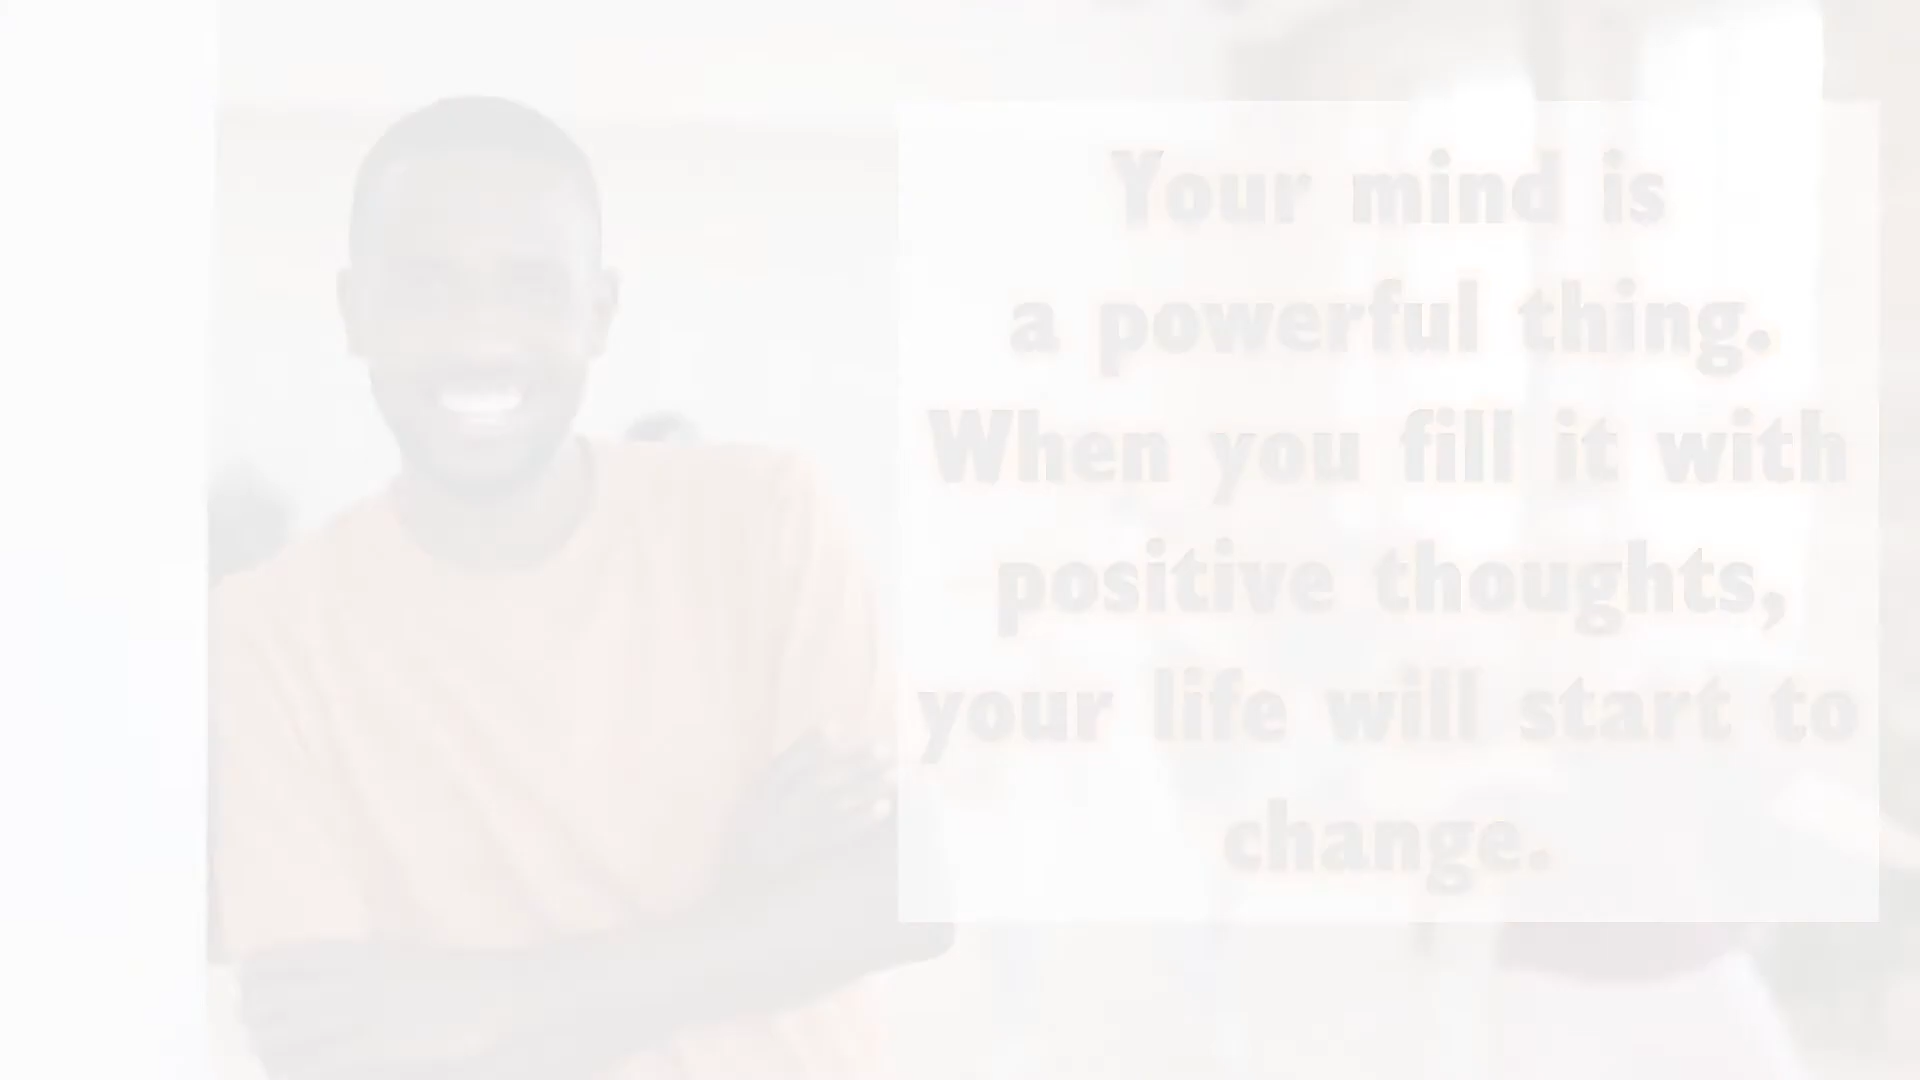 Your mind is
a powerful thing.
When you fill it with
positive thoughts,
your life will start to
change.